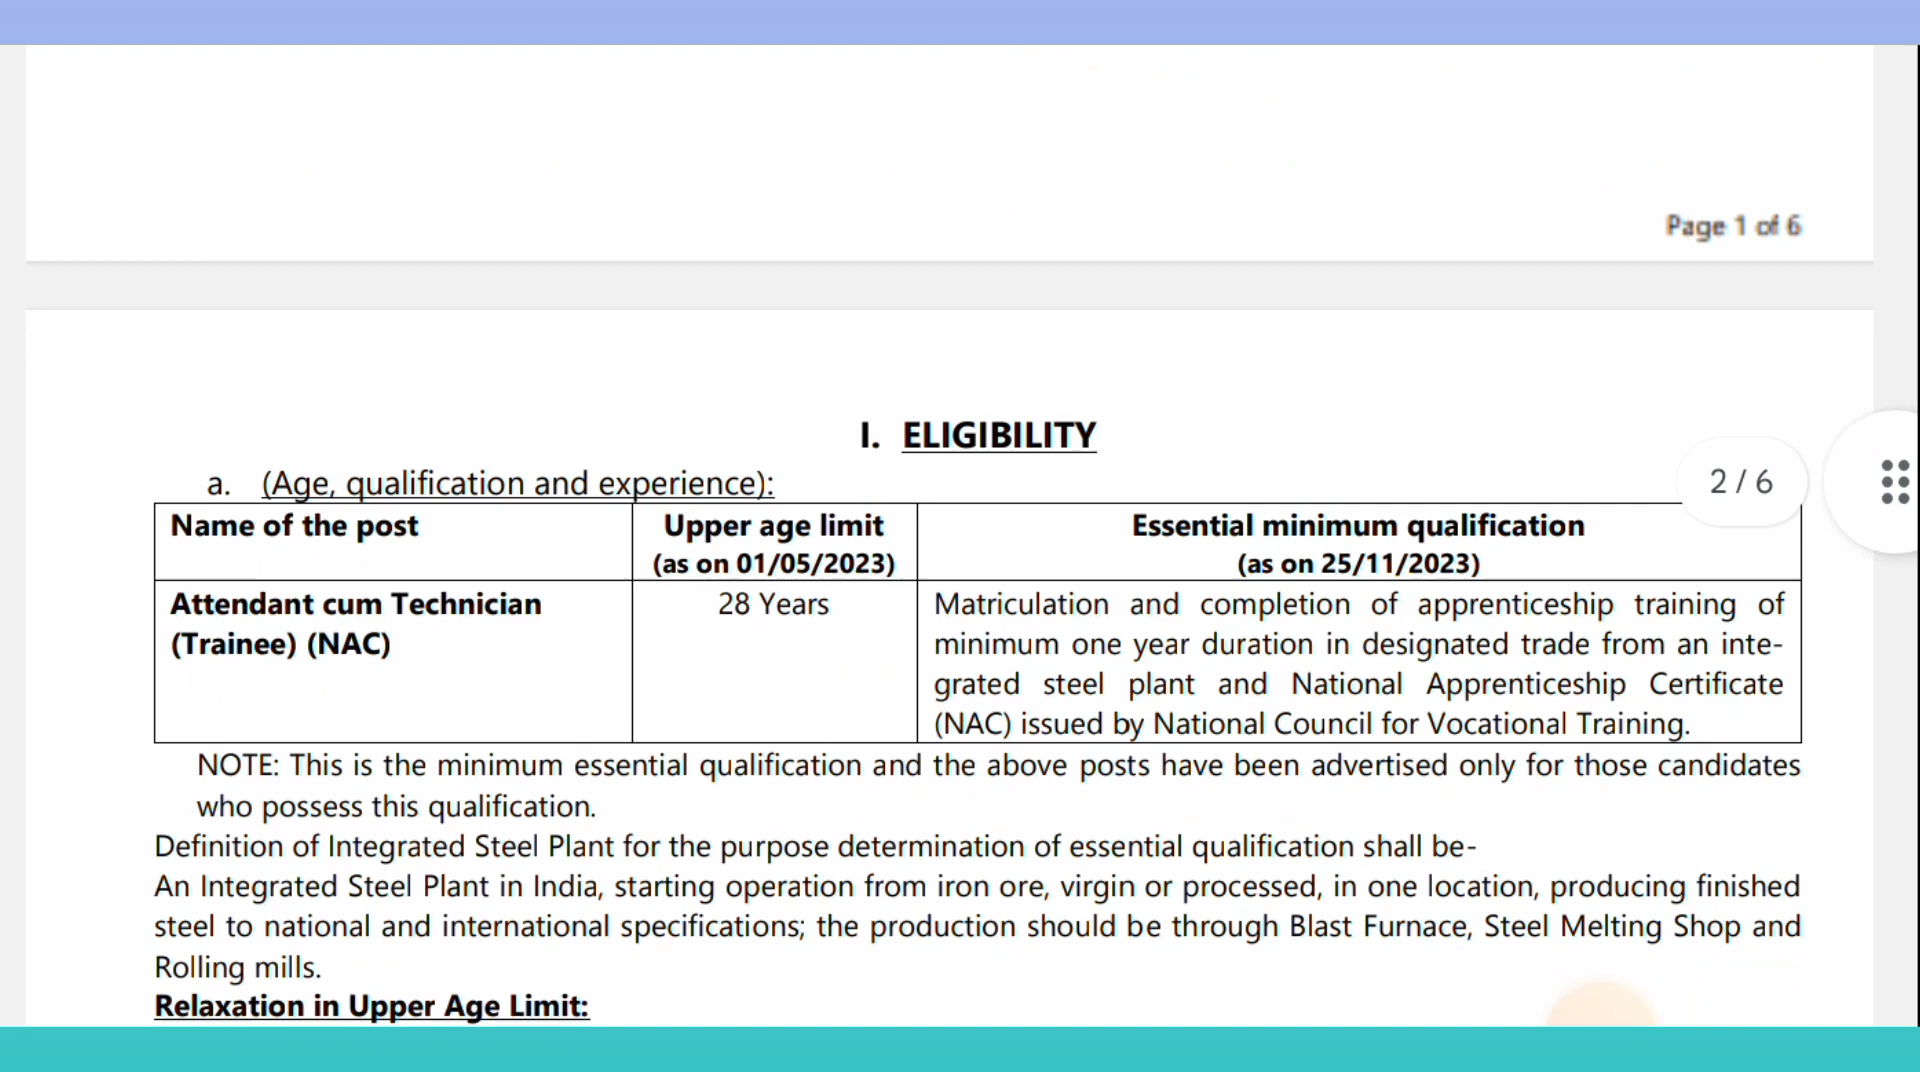 Page 1 of 6
I. ELIGIBILITY
a. (Age, qualification and experience):
2 / 6
Name of the post
Upper age limit
(as on 01/05/2023)
Essential minimum qualification
(as on 25/11/2023)
Attendant cum Technician
(Trainee) (NAC)
28 Years
Matriculation and completion of apprenticeship training of
minimum one year duration in designated trade from an inte-
grated steel plant and National Apprenticeship Certificate
(NAC) issued by National Council for Vocational Training.
NOTE: This is the minimum essential qualification and the above posts have been advertised only for those candidates
who possess this qualification.
Definition of Integrated Steel Plant for the purpose determination of essential qualification shall be-
An Integrated Steel Plant in India, starting operation from iron ore, virgin or processed, in one location, producing finished
steel to national and international specifications; the production should be through Blast Furnace, Steel Melting Shop and
Rolling mills.
Relaxation in Upper Age Limit: